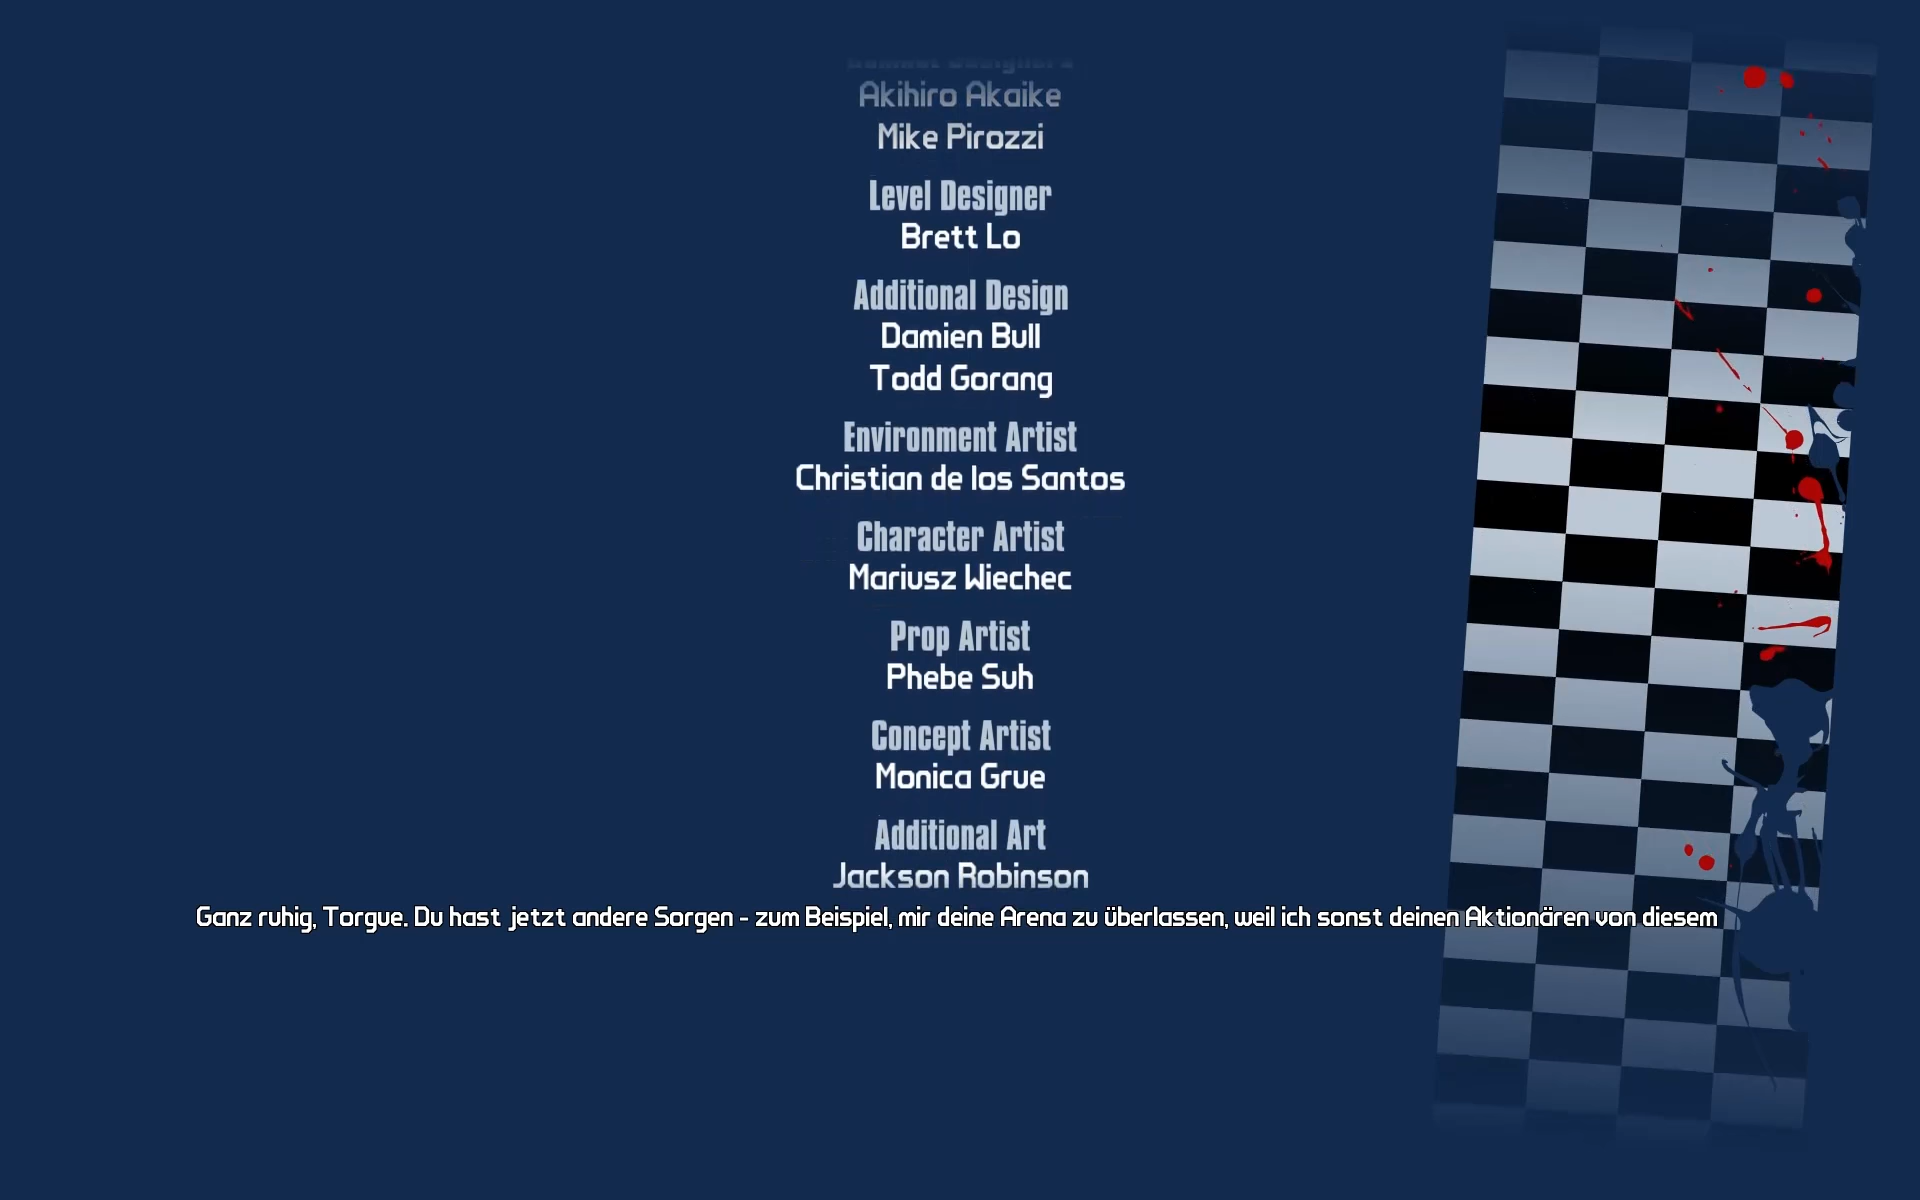 Akihiro Akaike
Mike Pirozzi
Level Designer
Brett Lo
Additional Design
Damien Bull
Todd Gorang
Environment Artist
Christian de los Santos
Character Artist
Mariusz Wiechec
Prop Artist
Phebe Suh
Concept Artist
Monica Grue
Additional Art
Jackson Robinson
Ganz ruhig, Torgue. Du hast jetzt andere Sorgen - zum Beispiel, mir deine Arena zu überlassen, weil ich sonst deinen Aktionären von diesem